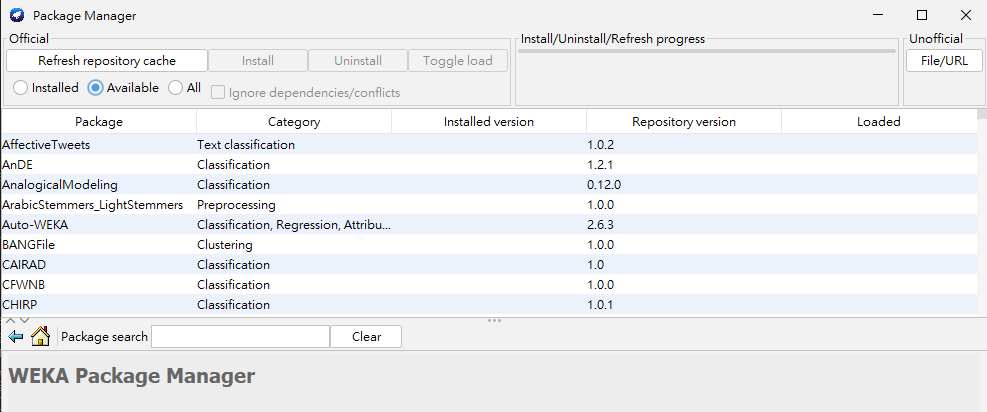 Package Manager
Official
Install/Uninstall/Refresh progress
Unofficial
Refresh repository cache Install Uninstall Toggle load File/URL
Installed Available All Ignore dependencies/conflicts
Package Category Installed version Repository version Loaded
AffectiveTweets Text classification 1.0.2
AnDE Classification 1.2.1
AnalogicalModeling Classification 0.12.0
ArabicStemmers_LightStemmers Preprocessing 1.0.0
Auto-WEKA Classification, Regression, Attribu... 2.6.3
BANGFile Clustering 1.0.0
CAIRAD Classification 1.0
CFWNB Classification 1.0.0
CHIRP Classification 1.0.1
Package search Clear
WEKA Package Manager